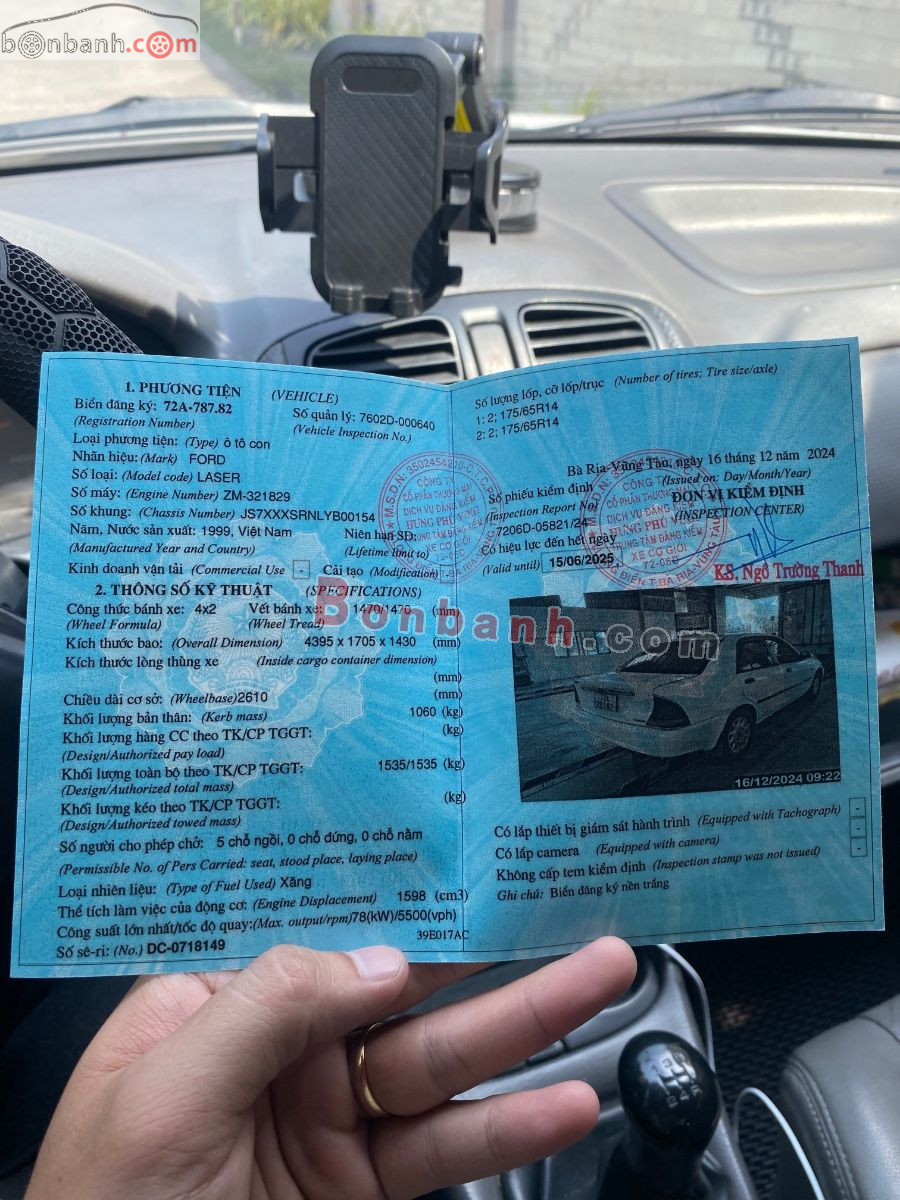 bonbanh.com
1. PHƯƠNG TIỆN (VEHICLE)
Biển đăng ký: 72A-787.82 Số quản lý: 7602D-000640
(Registration Number) (Vehicle Inspection No.)
Loại phương tiện: (Type) ô tô con
Nhãn hiệu: (Mark) FORD
Số loại: (Model code) LASER
Số máy: (Engine Number) ZM-321829
Số khung: (Chassis Number) JS7XXXSRNLYB00154
Năm, Nước sản xuất: 1999, Việt Nam Niên hạn SD:
(Manufactured Year and Country) (Lifetime limit to)
Kinh doanh vận tải (Commercial Use - Cải tạo (Modification)
2. THÔNG SỐ KỸ THUẬT (SPECIFICATIONS)
Công thức bánh xe: 4x2 Vết bánh xe: 1470/1470 (mm)
(Wheel Formula) (Wheel Tread)
Kích thước bao: (Overall Dimension) 4395 x 1705 x 1430 (mm)
Kích thước lòng thùng xe (Inside cargo container dimension)
(mm)
Chiều dài cơ sở: (Wheelbase) 2610 (mm)
Khối lượng bản thân: (Kerb mass) 1060 (kg)
Khối lượng hàng CC theo TK/CP TGGT: (kg)
(Design/Authorized pay load)
Khối lượng toàn bộ theo TK/CP TGGT: 1535/1535 (kg)
(Design/Authorized total mass)
Khối lượng kéo theo TK/CP TGGT: (kg)
(Design/Authorized towed mass)
Số người cho phép chở: 5 chỗ ngồi, 0 chỗ đứng, 0 chỗ nằm
(Permissible No. of Pers Carried: seat, stood place, laying place)
Loại nhiên liệu: (Type of Fuel Used) Xăng
Thể tích làm việc của động cơ: (Engine Displacement) 1598 (cm3)
Công suất lớn nhất/tốc độ quay: (Max. output/rpm) 78(kW)/5500(vph)
Số sê-ri: (No.) DC-0718149 39E017AC
Số lượng lốp, cỡ lốp/trục (Number of tires; Tire size/axle)
1: 2; 175/65R14
2: 2; 175/65R14
Bà Rịa-Vũng Tàu, ngày 16 tháng 12 năm 2024
(Issued on: Day/Month/Year)
Số phiếu kiểm định ĐƠN VỊ KIỂM ĐỊNH
(Inspection Report No) (INSPECTION CENTER)
7206D-05821/24
Có hiệu lực đến hết ngày
(Valid until) 15/06/2025
KS. Ngô Trường Thanh
Bonbanh.com
16/12/2024 09:22
Có lắp thiết bị giám sát hành trình (Equipped with Tachograph) -
Có lắp camera (Equipped with camera) -
Không cấp tem kiểm định (Inspection stamp was not issued) -
Ghi chú: Biển đăng ký nền trắng